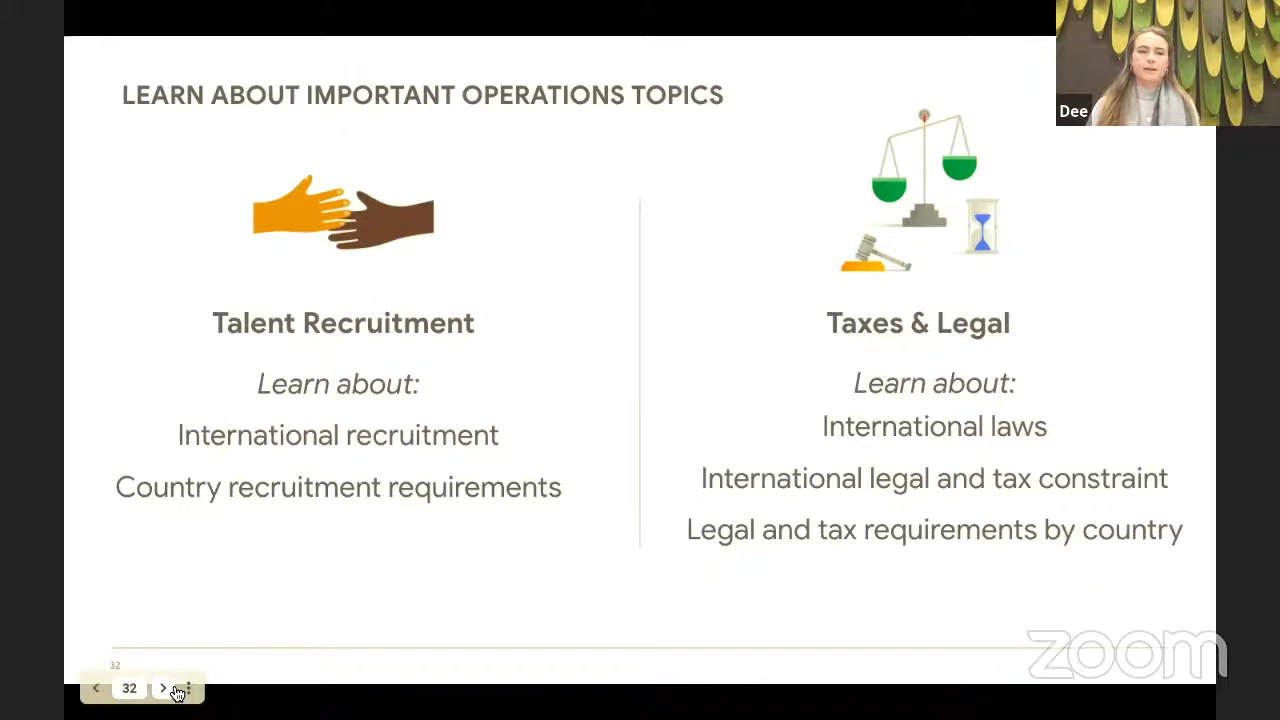 LEARN ABOUT IMPORTANT OPERATIONS TOPICS
Dee
Talent Recruitment
Learn about:
International recruitment
Country recruitment requirements
Taxes & Legal
Learn about:
International laws
International legal and tax constraint
Legal and tax requirements by country
32
32
zoom